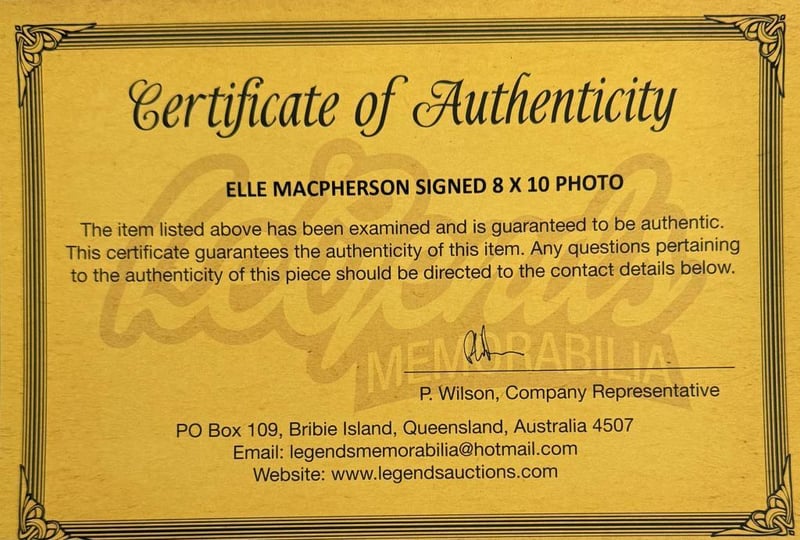 Certificate of Authenticity
ELLE MACPHERSON SIGNED 8 X 10 PHOTO
The item listed above has been examined and is guaranteed to be authentic.
This certificate guarantees the authenticity of this item. Any questions pertaining
to the authenticity of this piece should be directed to the contact details below.
Legends
MEMORABILIA
P. Wilson, Company Representative
PO Box 109, Bribie Island, Queensland, Australia 4507
Email: legendsmemorabilia@hotmail.com
Website: www.legendsauctions.com